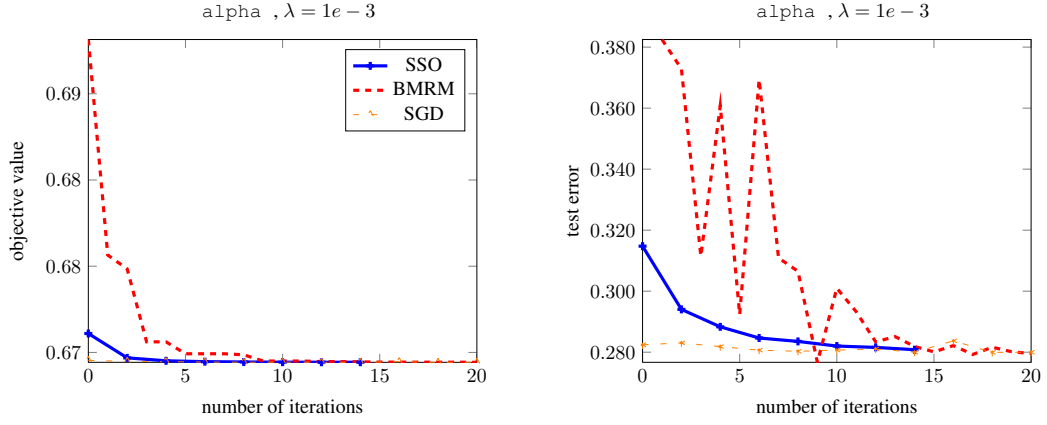 alpha , λ = 1e − 3
0.69
0.68
0.68
0.67
objective value
0 5 10 15 20
number of iterations
SSO
BMRM
SGD
alpha , λ = 1e − 3
0.380
0.360
0.340
0.320
0.300
0.280
test error
0 5 10 15 20
number of iterations